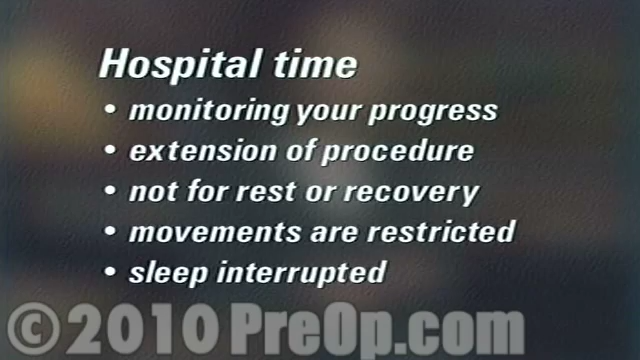 Hospital time
• monitoring your progress
• extension of procedure
• not for rest or recovery
• movements are restricted
• sleep interrupted
© 2010 PreOp.com